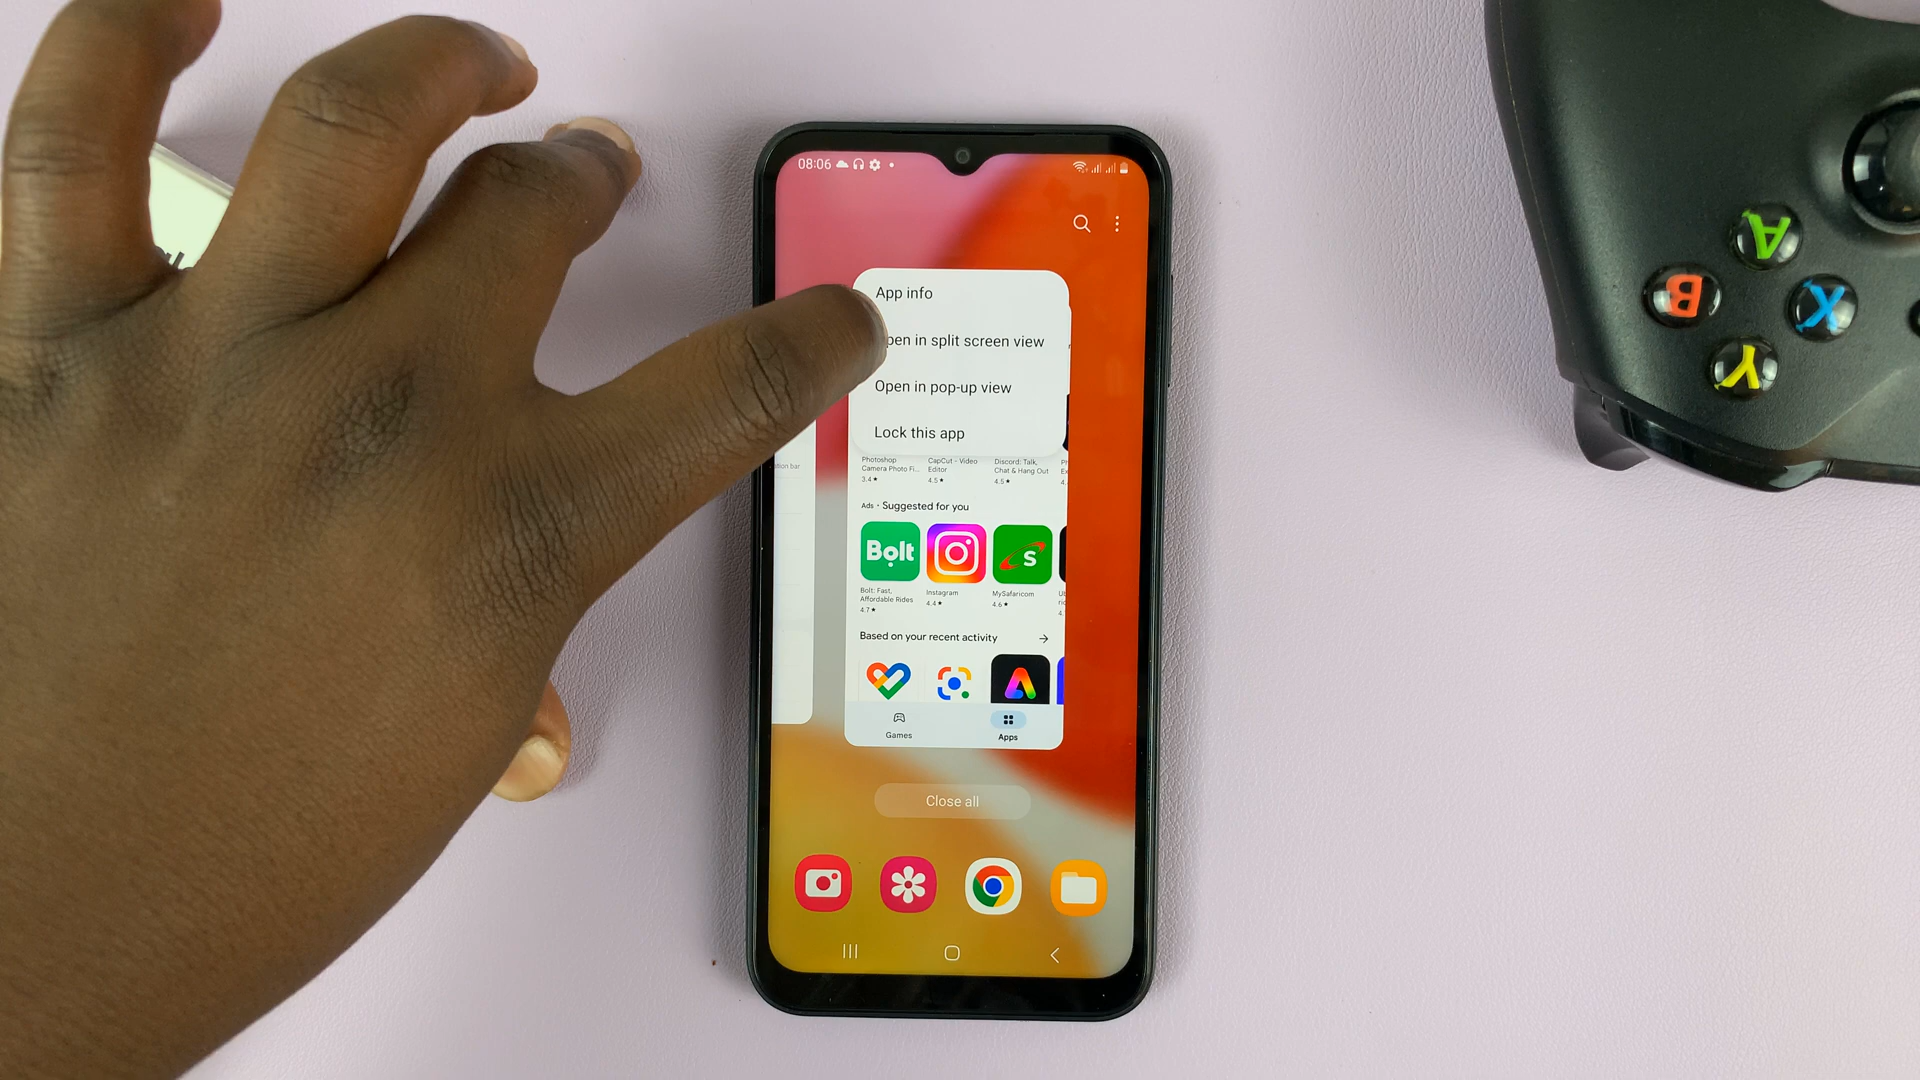 08:06
App info
pen in split screen view
Open in pop-up view
Lock this app
Photoshop
Camera Photo Fi...
3.4★
CapCut - Video
Editor
4.5★
Discord: Talk,
Chat & Hang Out
4.5★
Ads · Suggested for you
Bolt
S
Bolt: Fast,
Affordable Rides
4.7★
Instagram
4.4★
MySafaricom
4.6★
Based on your recent activity
Games
Apps
Close all
A
B
X
Y